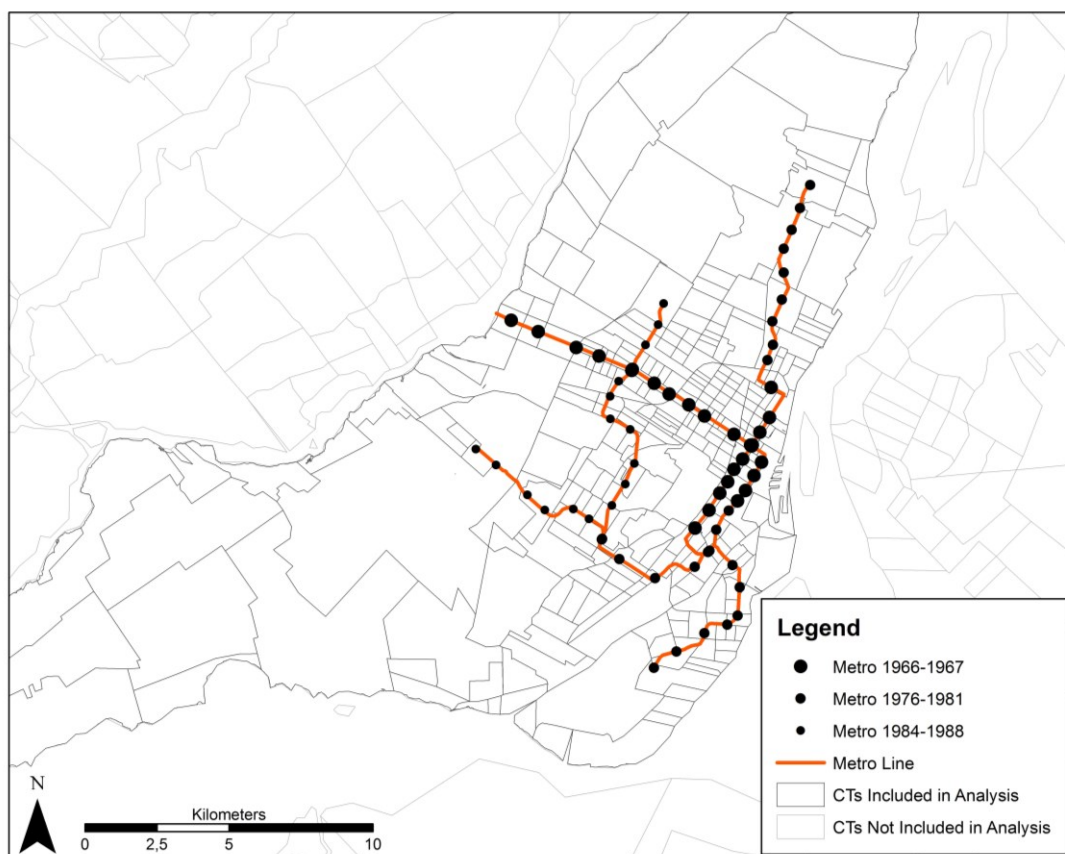 Legend
Metro 1966-1967
Metro 1976-1981
Metro 1984-1988
Metro Line
CTs Included in Analysis
CTs Not Included in Analysis
N
Kilometers
0 2,5 5 10